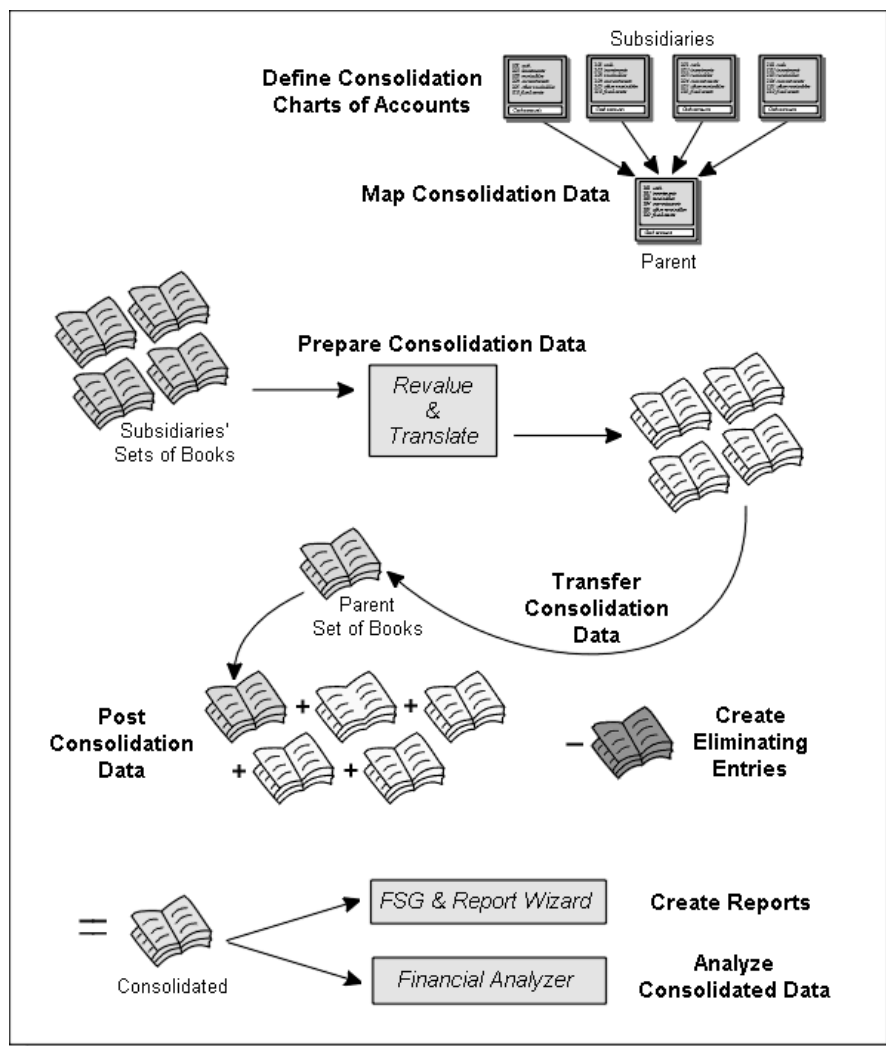 Subsidiaries
Define Consolidation
Charts of Accounts
Map Consolidation Data
Parent
Prepare Consolidation Data
Revalue
&
Translate
Subsidiaries'
Sets of Books
Transfer
Consolidation
Data
Parent
Set of Books
Post
Consolidation
Data
+ +
+ +
–
Create
Eliminating
Entries
=
Consolidated
FSG & Report Wizard
Create Reports
Financial Analyzer
Analyze
Consolidated Data